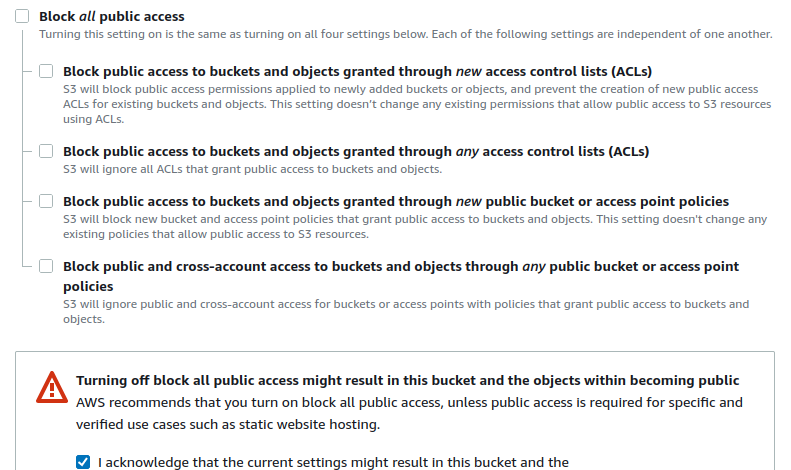 Block all public access
Turning this setting on is the same as turning on all four settings below. Each of the following settings are independent of one another.
Block public access to buckets and objects granted through new access control lists (ACLs)
S3 will block public access permissions applied to newly added buckets or objects, and prevent the creation of new public access
ACLs for existing buckets and objects. This setting doesn't change any existing permissions that allow public access to S3 resources
using ACLs.
Block public access to buckets and objects granted through any access control lists (ACLs)
S3 will ignore all ACLs that grant public access to buckets and objects.
Block public access to buckets and objects granted through new public bucket or access point policies
S3 will block new bucket and access point policies that grant public access to buckets and objects. This setting doesn't change any
existing policies that allow public access to S3 resources.
Block public and cross-account access to buckets and objects through any public bucket or access point
policies
S3 will ignore public and cross-account access for buckets or access points with policies that grant public access to buckets and
objects.
Turning off block all public access might result in this bucket and the objects within becoming public
AWS recommends that you turn on block all public access, unless public access is required for specific and
verified use cases such as static website hosting.
I acknowledge that the current settings might result in this bucket and the